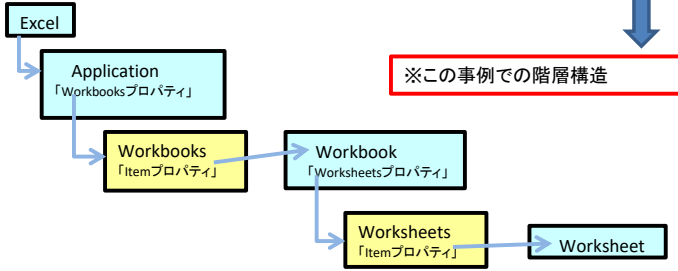 Excel
Application
「Workbooksプロパティ」
※この事例での階層構造
Workbooks
「Itemプロパティ」
Workbook
「Worksheetsプロパティ」
Worksheets
「Itemプロパティ」
Worksheet